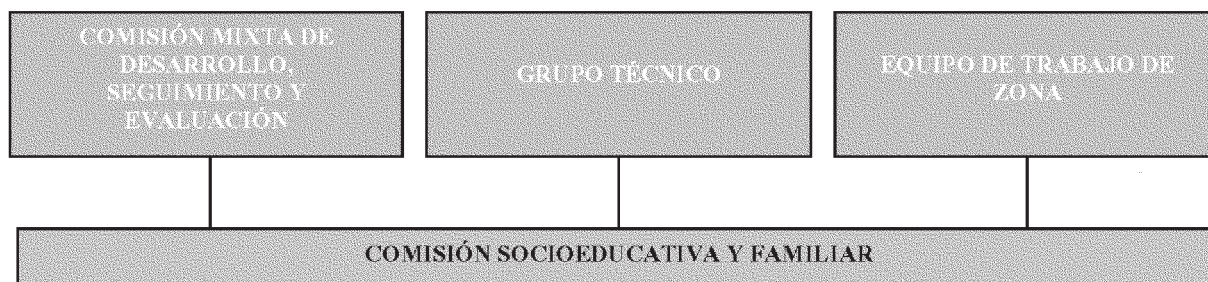 COMISIÓN MIXTA DE
DESARROLLO,
SEGUIMIENTO Y
EVALUACIÓN
GRUPO TÉCNICO
EQUIPO DE TRABAJO DE
ZONA
COMISIÓN SOCIOEDUCATIVA Y FAMILIAR